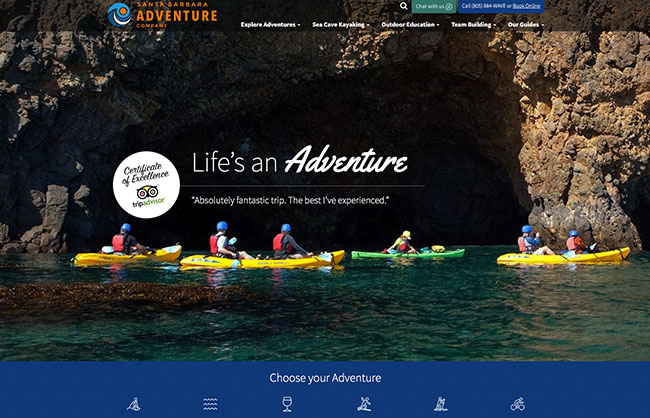 SANTA BARBARA
ADVENTURE
COMPANY
Chat with us
Call (805) 884-WAVE or Book Online
Explore Adventures
Sea Cave Kayaking
Outdoor Education
Team Building
Our Guides
Life's an Adventure
Certificate
of Excellence
tripadvisor
“Absolutely fantastic trip. The best I've experienced.”
Choose your Adventure